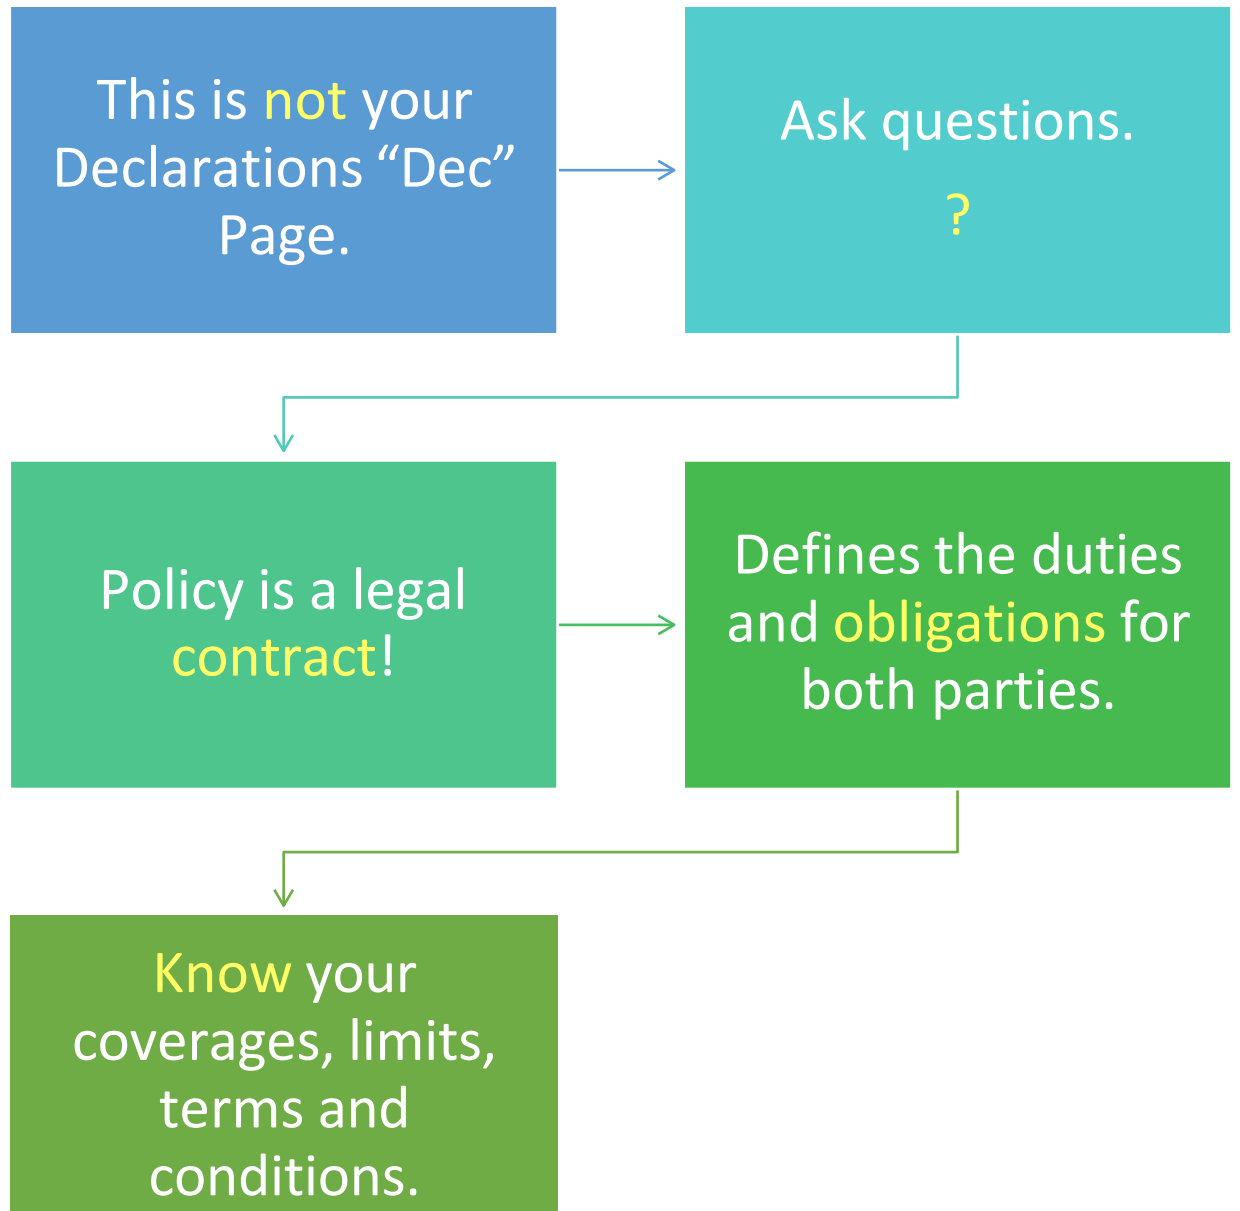 This is not your
Declarations “Dec”
Page.
Ask questions.
?
Policy is a legal
contract!
Defines the duties
and obligations for
both parties.
Know your
coverages, limits,
terms and
conditions.